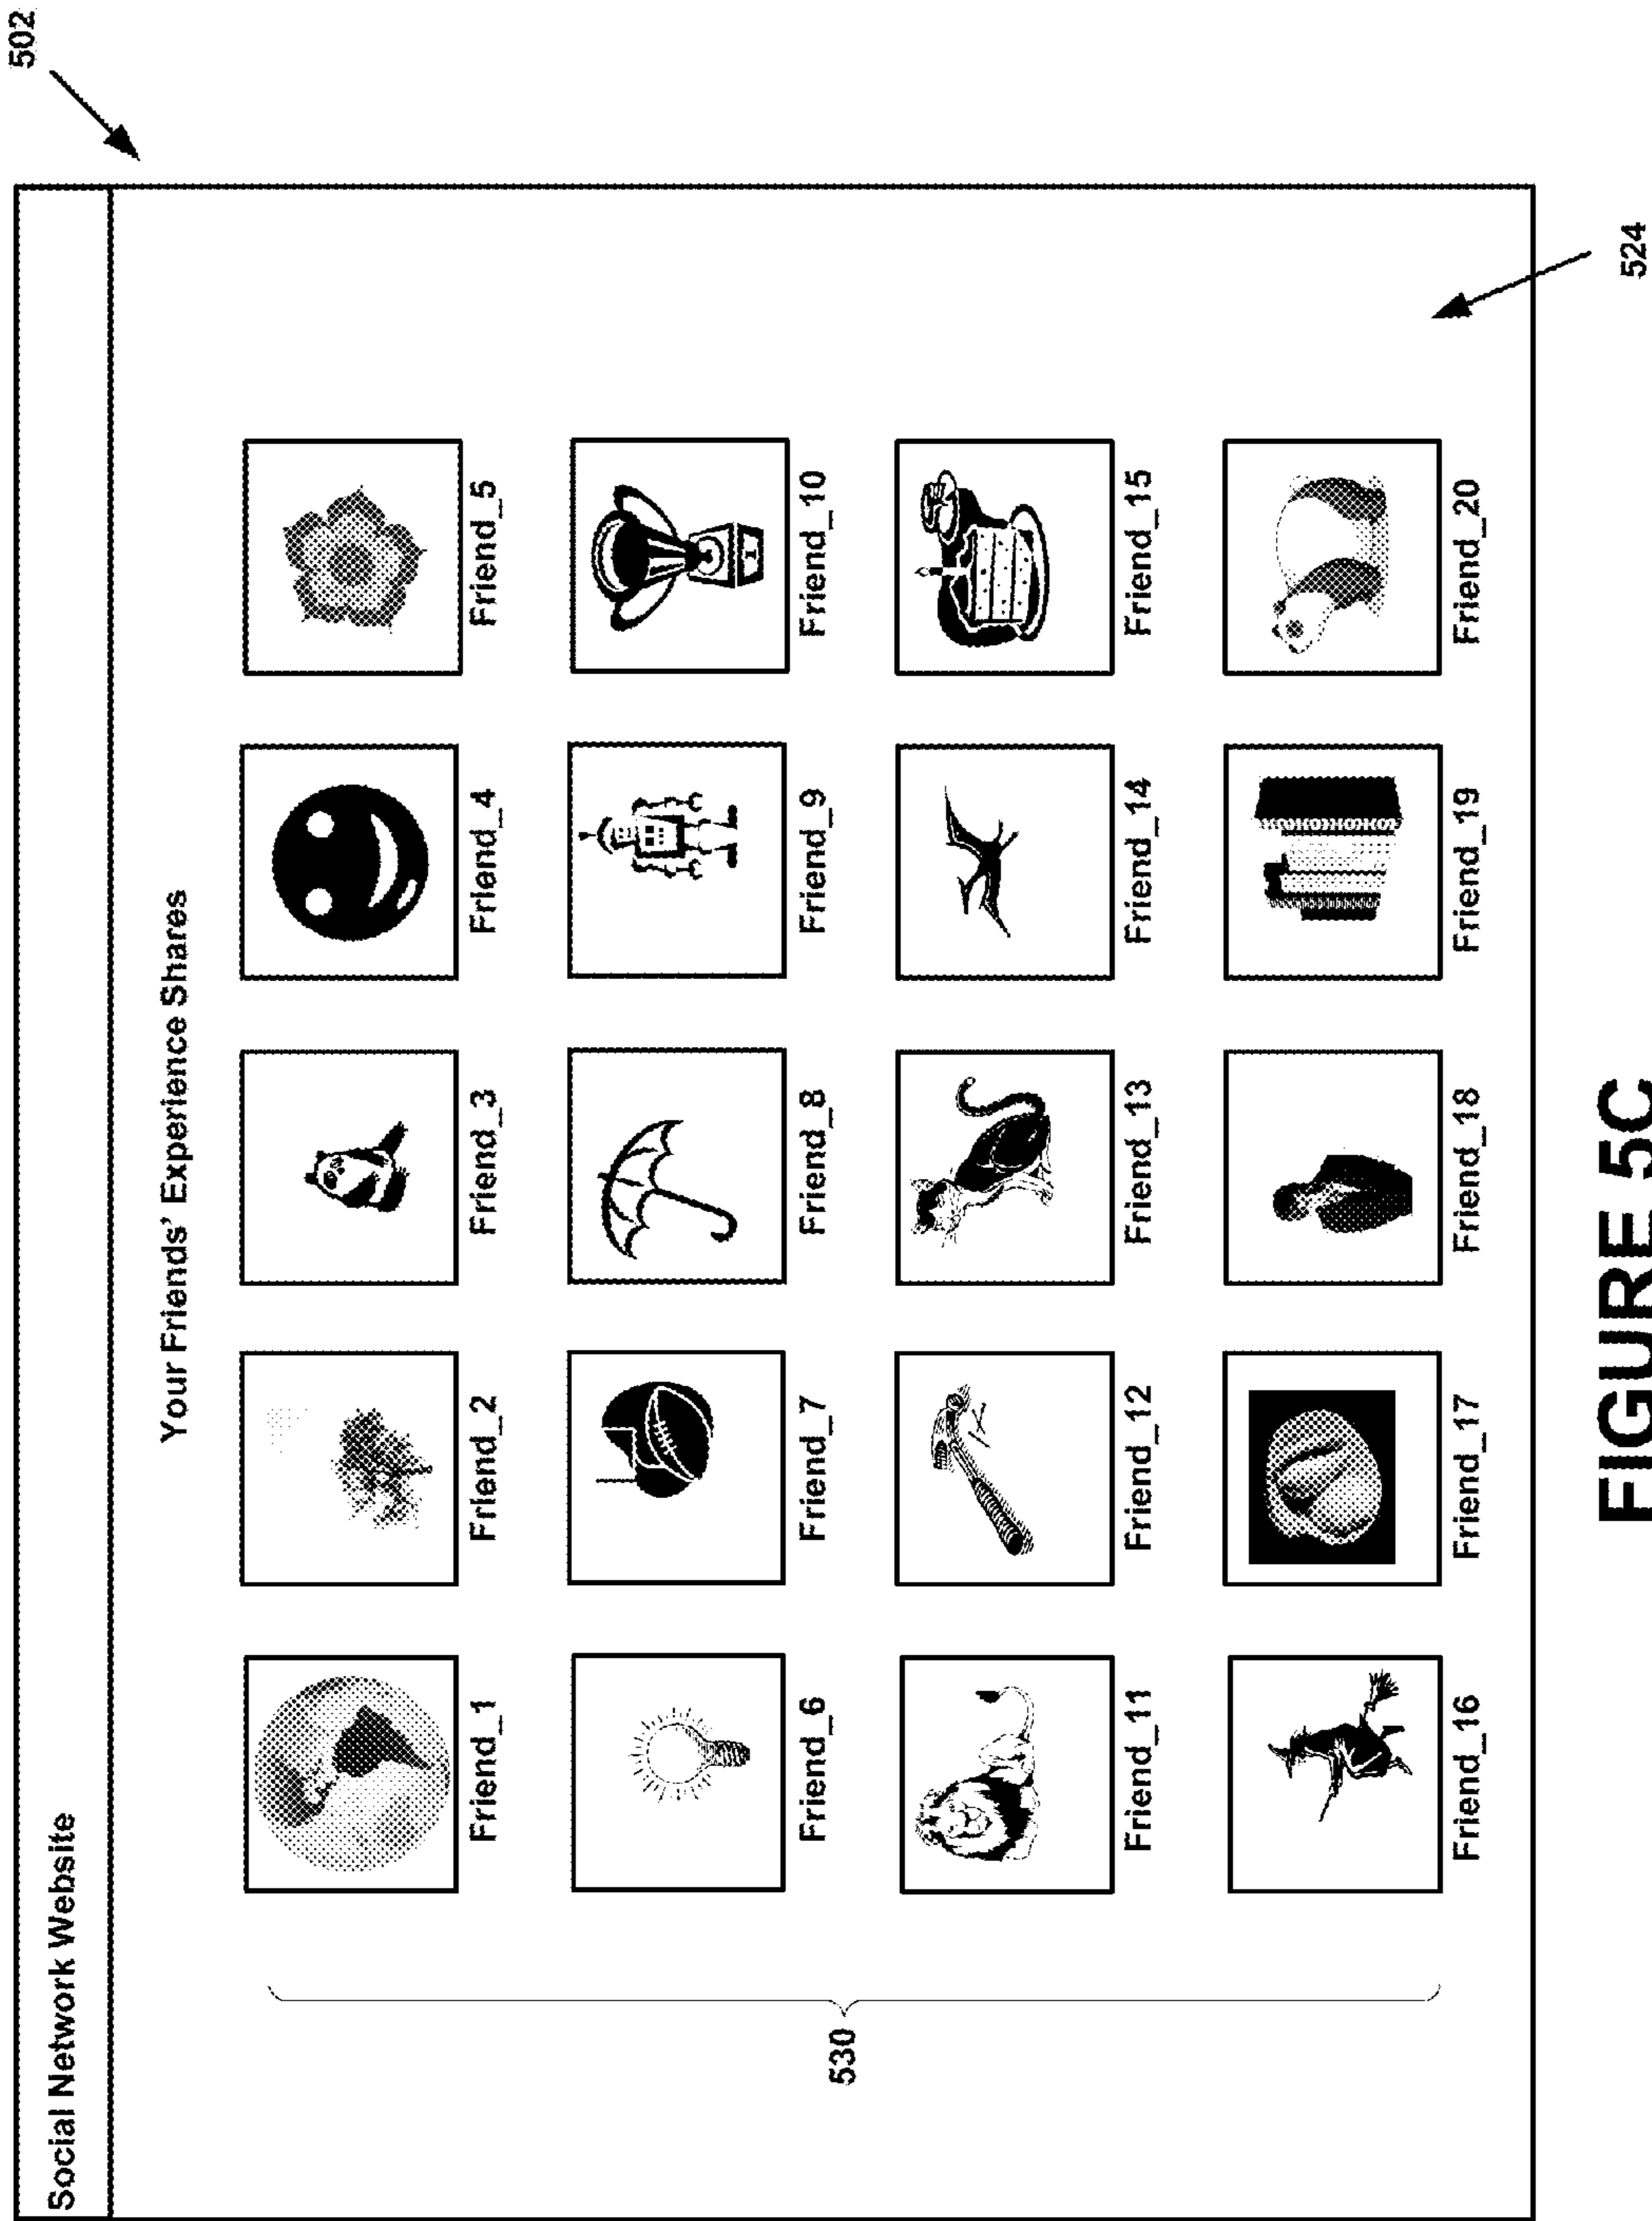 502
Social Network Website
Your Friends' Experience Shares
Friend_1
Friend_2
Friend_3
Friend_4
Friend_5
Friend_6
Friend_7
Friend_8
Friend_9
Friend_10
Friend_11
Friend_12
Friend_13
Friend_14
Friend_15
Friend_16
Friend_17
Friend_18
Friend_19
Friend_20
530
524
FIGURE 5C